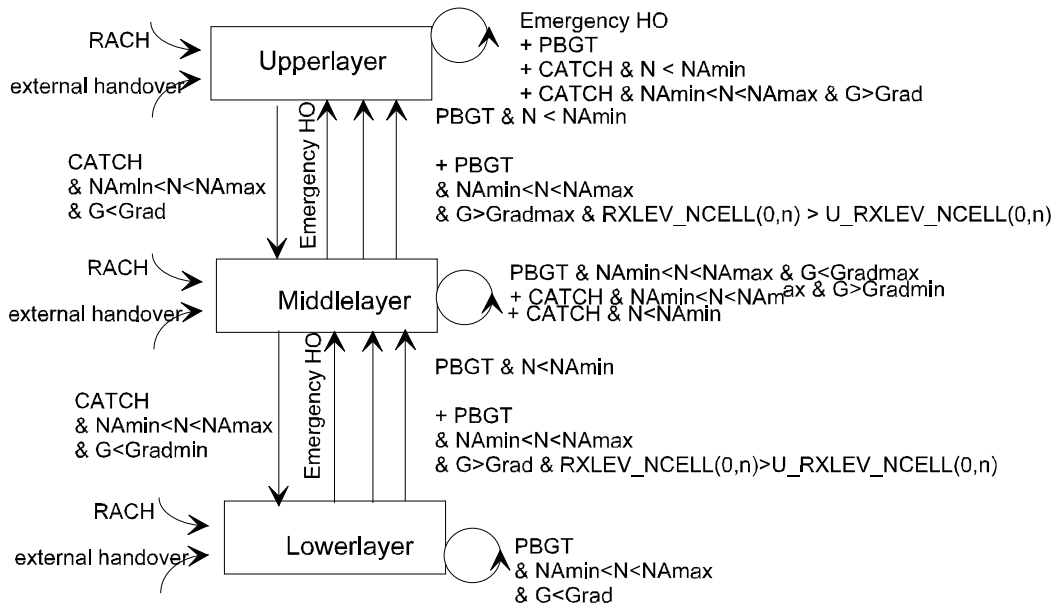 RACH
external handover
Upperlayer
Emergency HO
+ PBGT
+ CATCH & N < NAmin
+ CATCH & NAmin<N<NAmax & G>Grad
PBGT & N < NAmin
Emergency HO
CATCH
& NAmIn<N<NAmax
& G<Grad
+ PBGT
& NAmin<N<NAmax
& G>Gradmax & RXLEV_NCELL(0,n) > U_RXLEV_NCELL(0,n)
RACH
external handover
Middlelayer
PBGT & NAmin<N<NAmax & G<Gradmax
+ CATCH & NAmin<N<NAmax & G>Gradmin
+ CATCH & N<NAmin
Emergency HO
PBGT & N<NAmin
CATCH
& NAmin<N<NAmax
& G<Gradmin
+ PBGT
& NAmin<N<NAmax
& G>Grad & RXLEV_NCELL(0,n)>U_RXLEV_NCELL(0,n)
RACH
external handover
Lowerlayer
PBGT
& NAmin<N<NAmax
& G<Grad